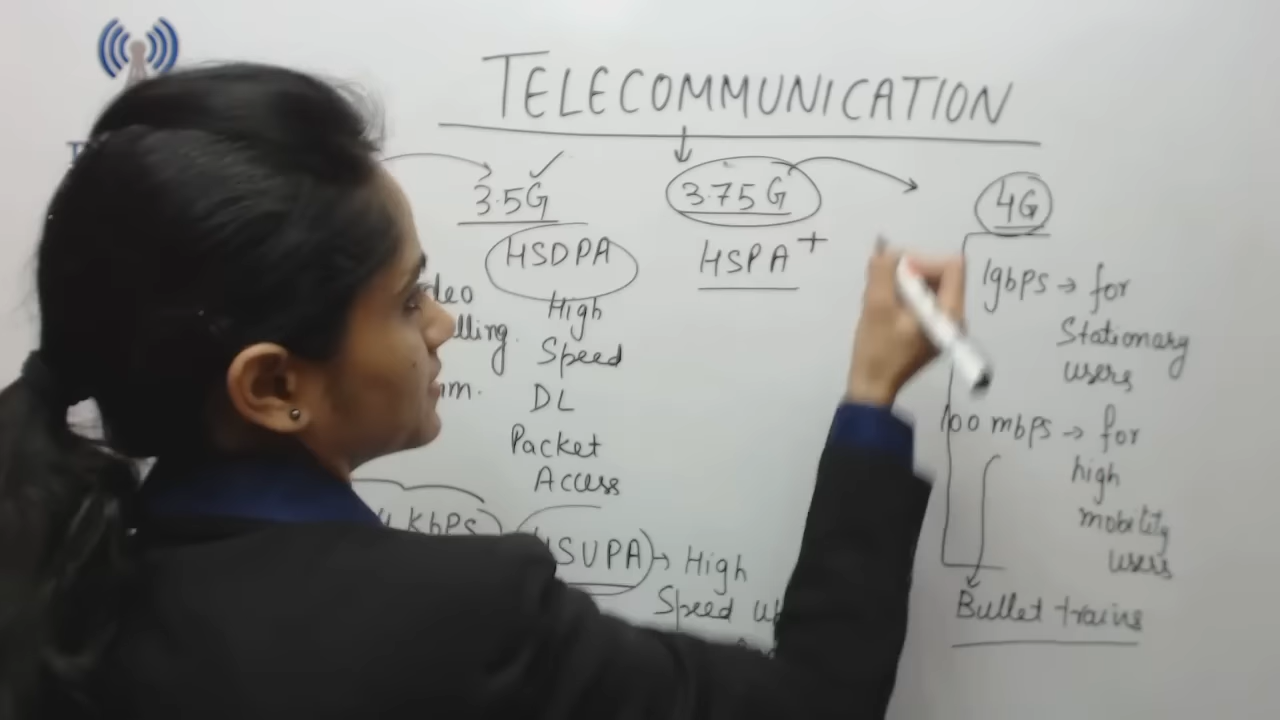 TELECOMMUNICATION
3.5G
3.75G
4G
HSDPA
High
Speed
DL
Packet
Access
HSPA+
1gbps → for
Stationary
users
100 mbps → for
high
mobility
users
Bullet trains
kbps
HSUPA → High
Speed